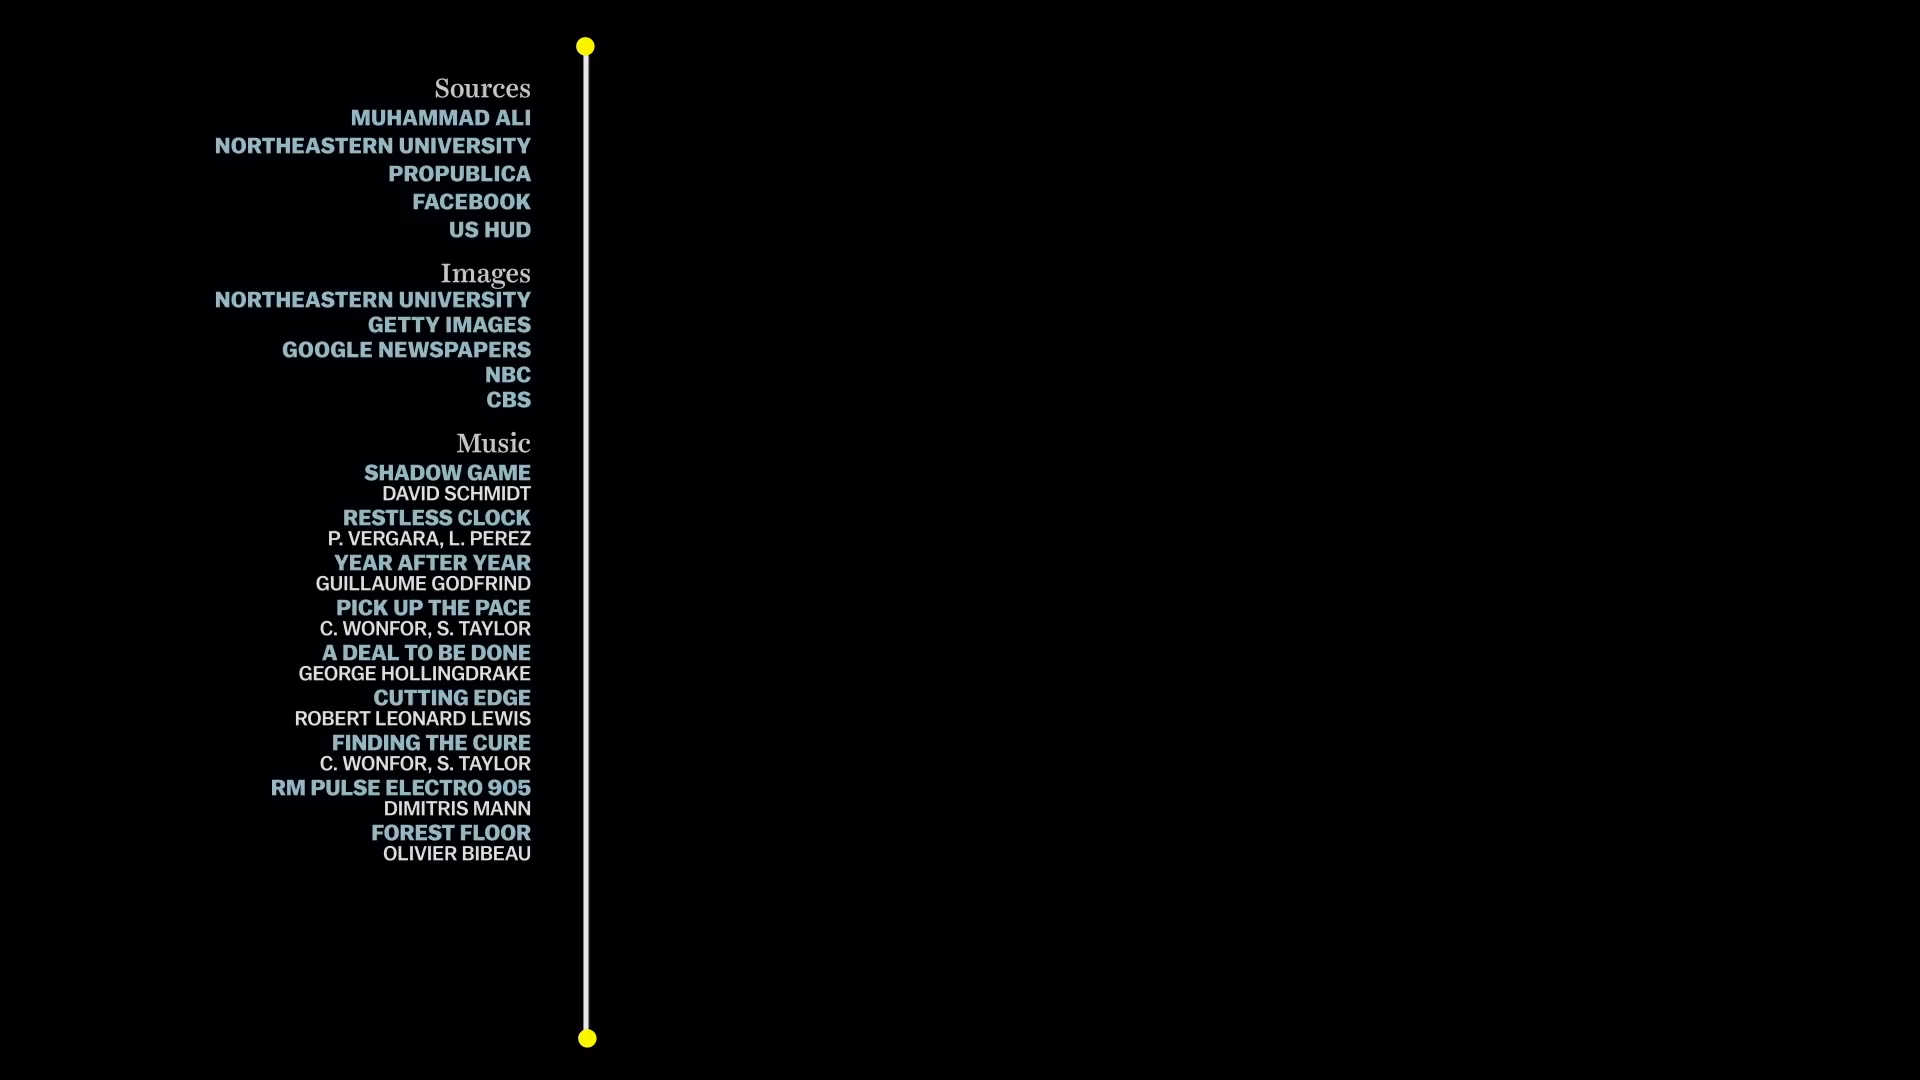 Sources
MUHAMMAD ALI
NORTHEASTERN UNIVERSITY
PROPUBLICA
FACEBOOK
US HUD
Images
NORTHEASTERN UNIVERSITY
GETTY IMAGES
GOOGLE NEWSPAPERS
NBC
CBS
Music
SHADOW GAME
DAVID SCHMIDT
RESTLESS CLOCK
P. VERGARA, L. PEREZ
YEAR AFTER YEAR
GUILLAUME GODFRIND
PICK UP THE PACE
C. WONFOR, S. TAYLOR
A DEAL TO BE DONE
GEORGE HOLLINGDRAKE
CUTTING EDGE
ROBERT LEONARD LEWIS
FINDING THE CURE
C. WONFOR, S. TAYLOR
RM PULSE ELECTRO 905
DIMITRIS MANN
FOREST FLOOR
OLIVIER BIBEAU